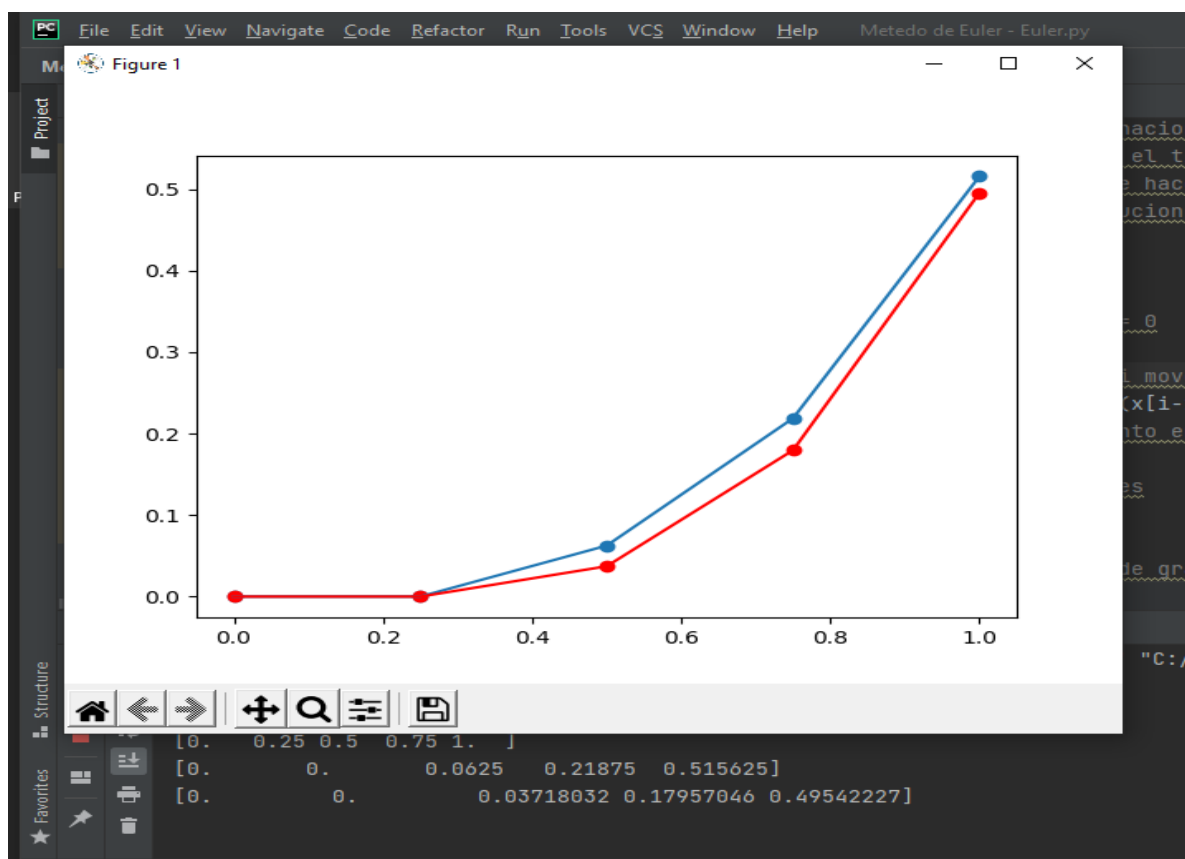 PC File Edit View Navigate Code Refactor Run Tools VCS Window Help Metedo de Euler - Euler.py
Figure 1
Project
el t
(x[i-
= 0
0.5
0.4
0.3
0.2
0.1
0.0
0.0 0.2 0.4 0.6 0.8 1.0
"C:/
Structure
Favorites
[0. 0.25 0.5 0.75 1. ]
[0. 0. 0.0625 0.21875 0.515625]
[0. 0. 0.03718032 0.17957046 0.49542227]